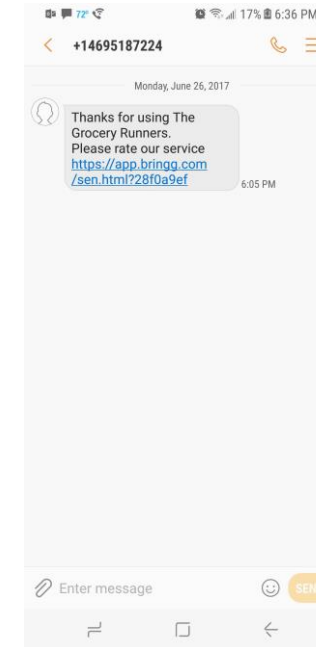 72° 17% 6:36 PM
+14695187224
Monday, June 26, 2017
Thanks for using The
Grocery Runners.
Please rate our service
https://app.bringg.com
/sen.html?28f0a9ef
6:05 PM
Enter message
SEN